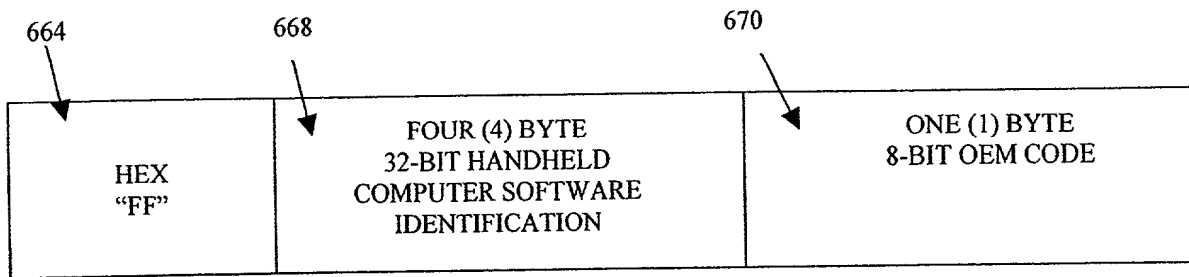 664
668
670
HEX
“FF”
FOUR (4) BYTE
32-BIT HANDHELD
COMPUTER SOFTWARE
IDENTIFICATION
ONE (1) BYTE
8-BIT OEM CODE